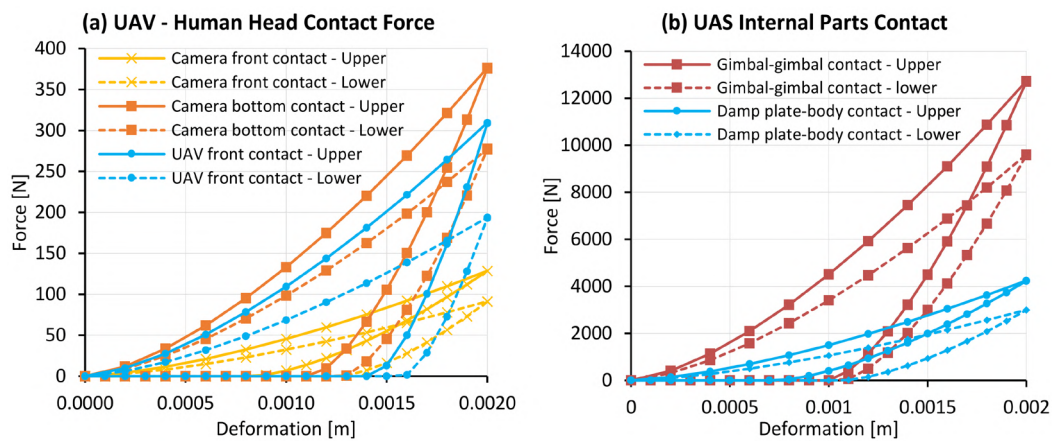 (a) UAV - Human Head Contact Force
400
350
300
250
200
150
100
50
0
Force [N]
Camera front contact - Upper
Camera front contact - Lower
Camera bottom contact - Upper
Camera bottom contact - Lower
UAV front contact - Upper
UAV front contact - Lower
0.0000 0.0005 0.0010 0.0015 0.0020
Deformation [m]
(b) UAS Internal Parts Contact
14000
12000
10000
8000
6000
4000
2000
0
Force [N]
Gimbal-gimbal contact - Upper
Gimbal-gimbal contact - lower
Damp plate-body contact - Upper
Damp plate-body contact - Lower
0 0.0005 0.001 0.0015 0.002
Deformation [m]